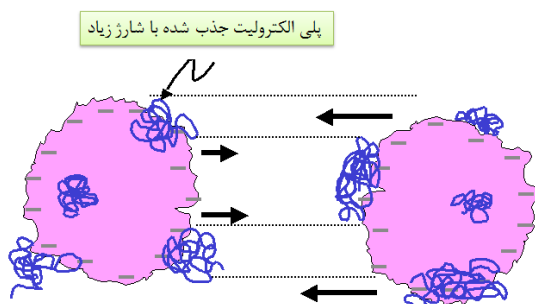 پلی الکترولیت جذب شده با شارژ زیاد